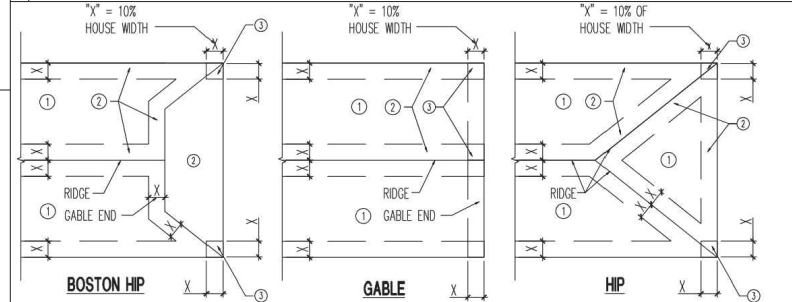 "X" = 10%
HOUSE WIDTH
X
3
X
X
1
2
X
X
2
RIDGE
X
1
GABLE END
X
X
X
BOSTON HIP
X
3
"X" = 10%
HOUSE WIDTH
X
X
1
2
3
X
X
RIDGE
1
GABLE END
X
GABLE
X
"X" = 10% OF
HOUSE WIDTH
X
3
X
X
1
2
2
X
X
1
RIDGE
X
1
X
X
HIP
X
3